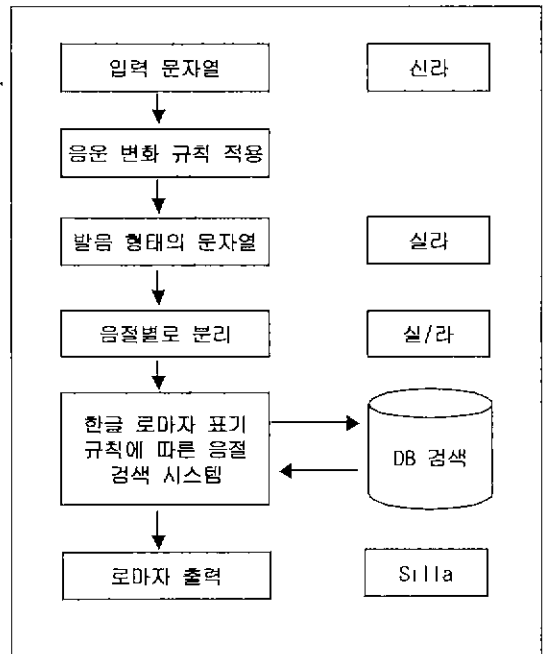 입력 문자열
신라
음운 변화 규칙 적용
발음 형태의 문자열
실라
음절별로 분리
실/라
한글 로마자 표기
규칙에 따른 음절
검색 시스템
DB 검색
로마자 출력
Silla